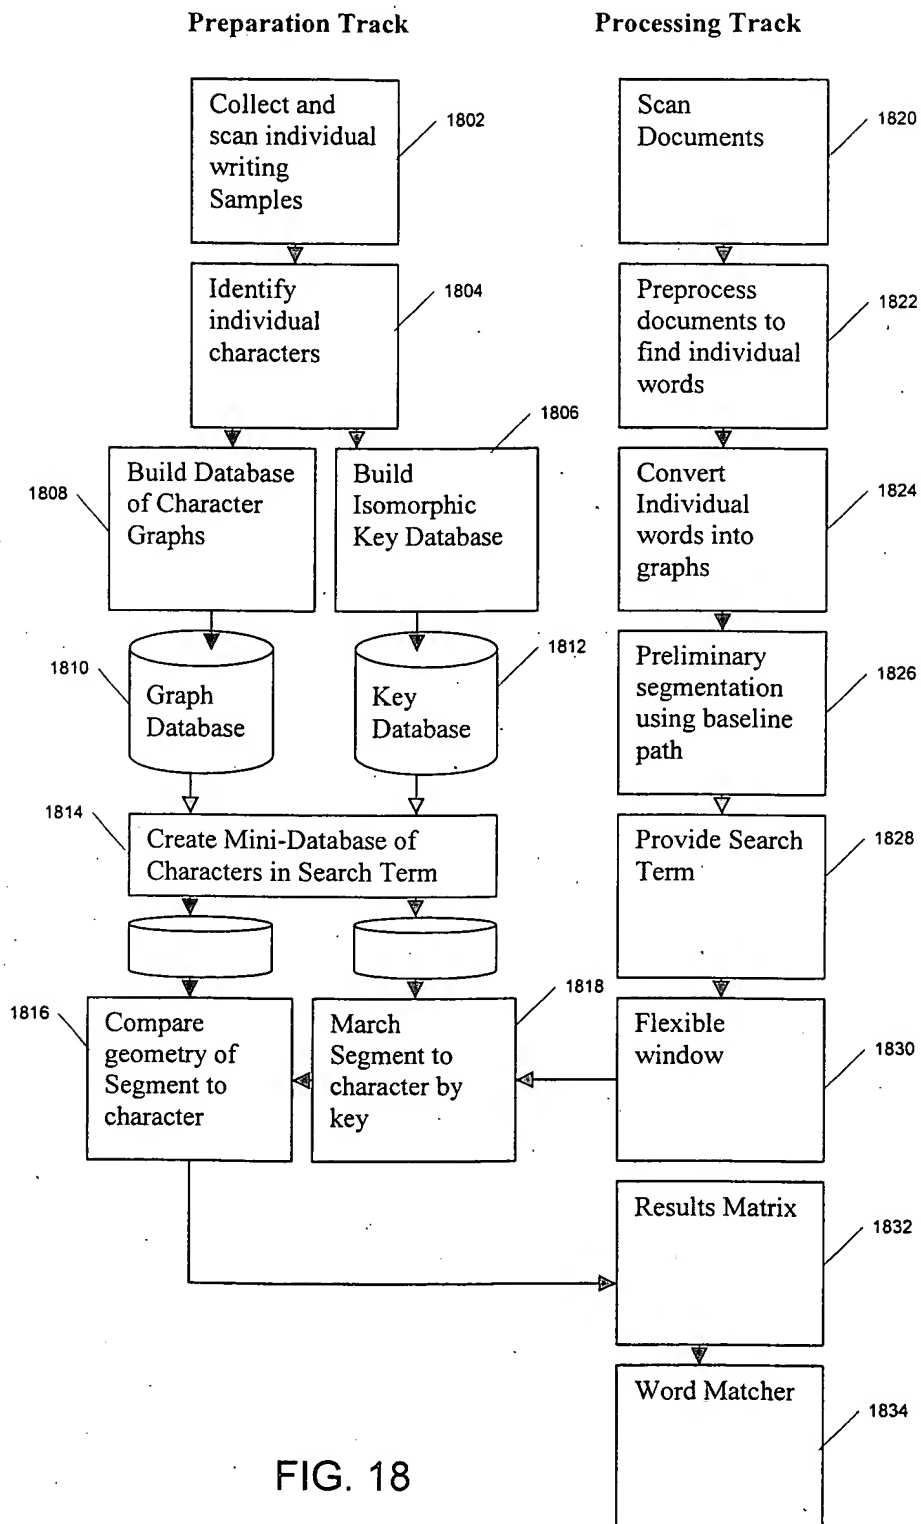 Preparation Track
Processing Track
Collect and
scan individual
writing
Samples
1802
Scan
Documents
1820
Identify
individual
characters
1804
Preprocess
documents to
find individual
words
1822
1806
1808
Build Database
of Character
Graphs
Build
Isomorphic
Key Database
Convert
Individual
words into
graphs
1824
1810
Graph
Database
Key
Database
1812
Preliminary
segmentation
using baseline
path
1826
1814
Create Mini-Database of
Characters in Search Term
Provide Search
Term
1828
1816
Compare
geometry of
Segment to
character
March
Segment to
character by
key
1818
Flexible
window
1830
Results Matrix
1832
Word Matcher
1834
FIG. 18